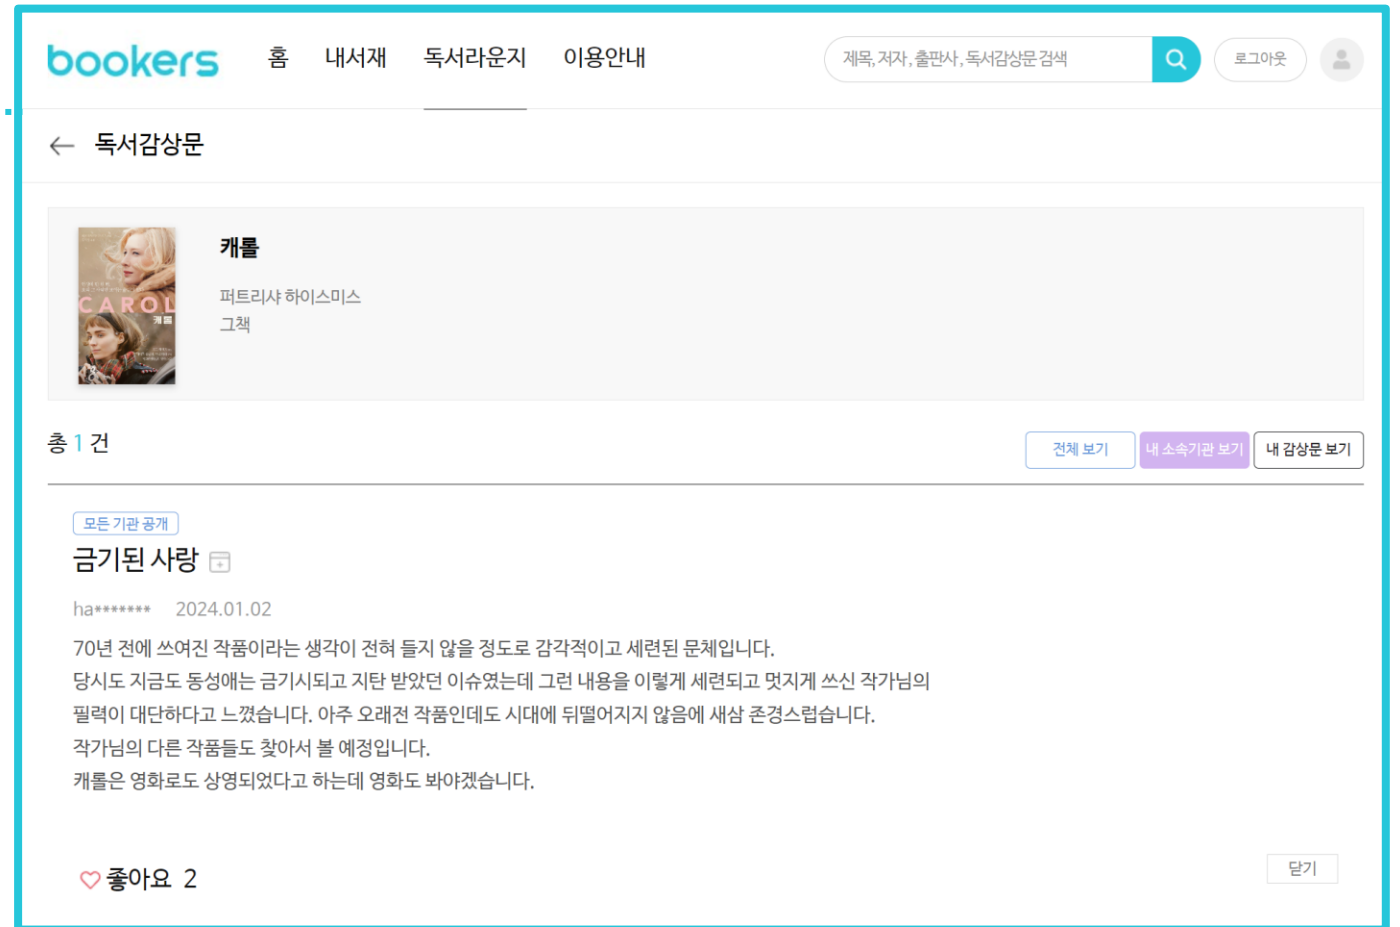 bookers 홈 내서재 독서라운지 이용안내 제목, 저자, 출판사, 독서감상문 검색 로그아웃
← 독서감상문
캐롤
퍼트리샤 하이스미스
그책
CAROL
캐롤
총 1 건
전체 보기 내 소속기관 보기 내 감상문 보기
모든 기관 공개
금기된 사랑
ha******* 2024.01.02
70년 전에 쓰여진 작품이라는 생각이 전혀 들지 않을 정도로 감각적이고 세련된 문체입니다.
당시도 지금도 동성애는 금기시되고 지탄 받았던 이슈였는데 그런 내용을 이렇게 세련되고 멋지게 쓰신 작가님의
필력이 대단하다고 느꼈습니다. 아주 오래전 작품인데도 시대에 뒤떨어지지 않음에 새삼 존경스럽습니다.
작가님의 다른 작품들도 찾아서 볼 예정입니다.
캐롤은 영화로도 상영되었다고 하는데 영화도 봐야겠습니다.
좋아요 2
닫기